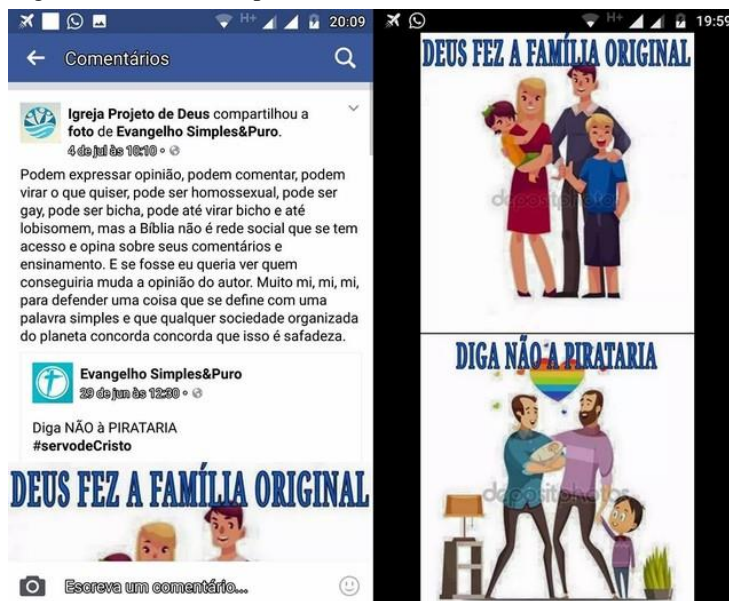 20:09
Comentários
Igreja Projeto de Deus compartilhou a
foto de Evangelho Simples&Puro.
4 de jul às 10:10
Podem expressar opinião, podem comentar, podem
virar o que quiser, pode ser homossexual, pode ser
gay, pode ser bicha, pode até virar bicho e até
lobisomem, mas a Bíblia não é rede social que se tem
acesso e opina sobre seus comentários e
ensinamento. E se fosse eu queria ver quem
conseguiria muda a opinião do autor. Muito mi, mi, mi,
para defender uma coisa que se define com uma
palavra simples e que qualquer sociedade organizada
do planeta concorda concorda que isso é safadeza.
Evangelho Simples&Puro
29 de jun às 12:30
Diga NÃO à PIRATARIA
#servodeCristo
DEUS FEZ A FAMÍLIA ORIGINAL
Escreva um comentário...
H+ 19:59
DEUS FEZ A FAMÍLIA ORIGINAL
depositphotos
DIGA NÃO A PIRATARIA
depositphotos